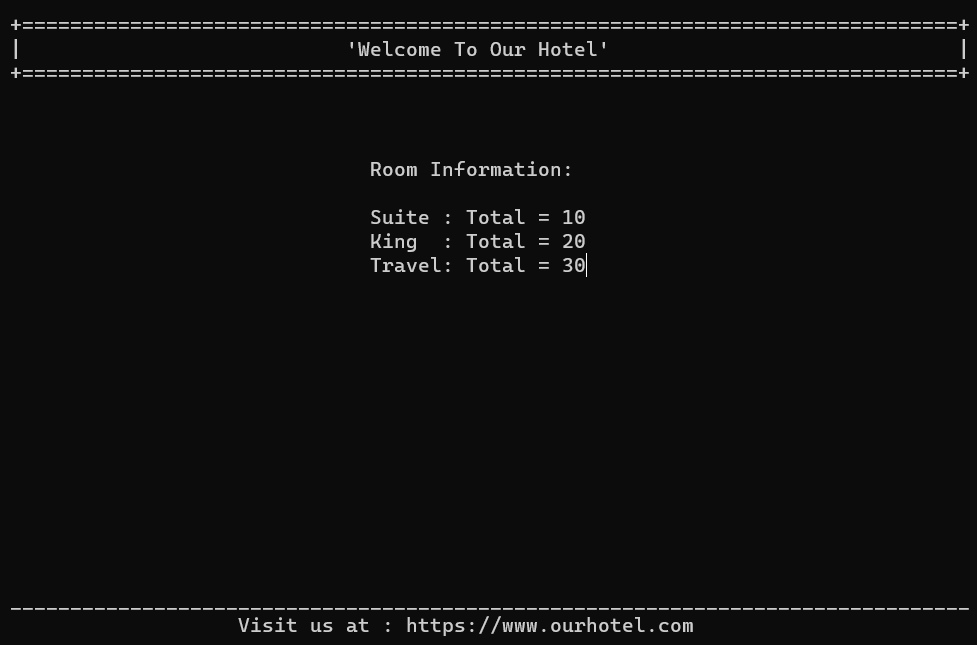 +==============================================================================+
|                           'Welcome To Our Hotel'                             |
+==============================================================================+
Room Information:
Suite : Total = 10
King  : Total = 20
Travel: Total = 30
________________________________________________________________________________
Visit us at : https://www.ourhotel.com